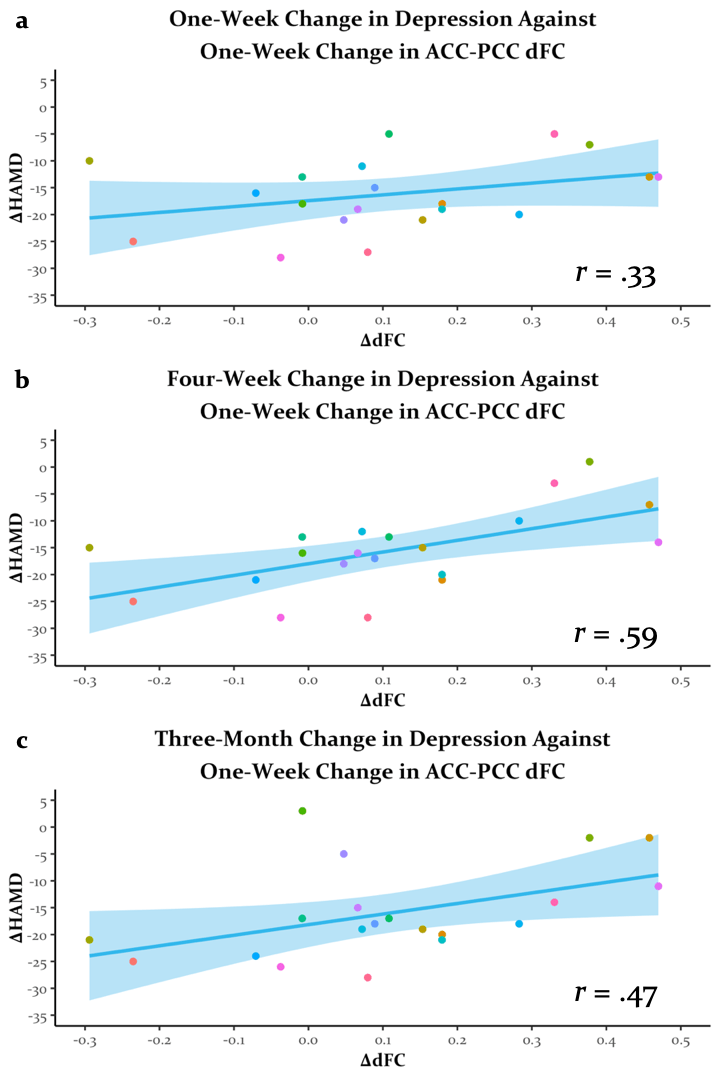 a
One-Week Change in Depression Against
One-Week Change in ACC-PCC dFC
5
0
-5
-10
-15
-20
-25
-30
-35
ΔHAMD
r = .33
-0.3 -0.2 -0.1 0.0 0.1 0.2 0.3 0.4 0.5
ΔdFC
b
Four-Week Change in Depression Against
One-Week Change in ACC-PCC dFC
5
0
-5
-10
-15
-20
-25
-30
-35
ΔHAMD
r = .59
-0.3 -0.2 -0.1 0.0 0.1 0.2 0.3 0.4 0.5
ΔdFC
c
Three-Month Change in Depression Against
One-Week Change in ACC-PCC dFC
5
0
-5
-10
-15
-20
-25
-30
-35
ΔHAMD
r = .47
-0.3 -0.2 -0.1 0.0 0.1 0.2 0.3 0.4 0.5
ΔdFC